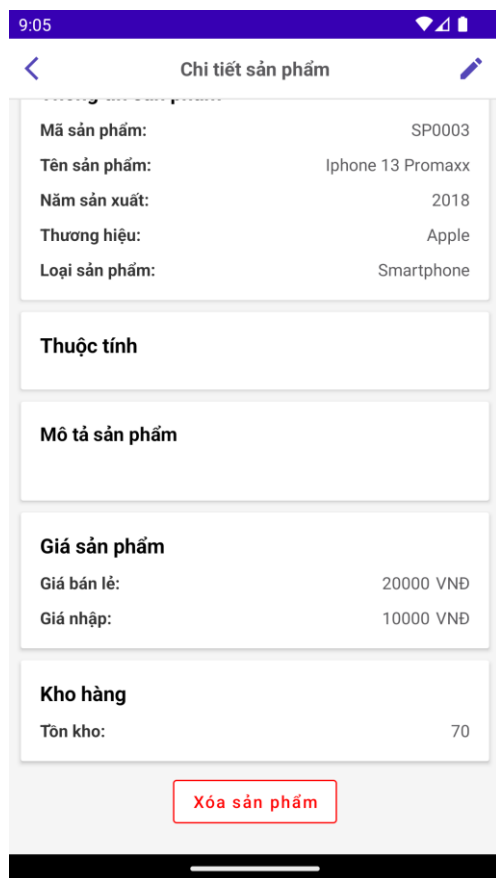 9:05
Chi tiết sản phẩm
Mã sản phẩm: SP0003
Tên sản phẩm: Iphone 13 Promaxx
Năm sản xuất: 2018
Thương hiệu: Apple
Loại sản phẩm: Smartphone
Thuộc tính
Mô tả sản phẩm
Giá sản phẩm
Giá bán lẻ: 20000 VNĐ
Giá nhập: 10000 VNĐ
Kho hàng
Tồn kho: 70
Xóa sản phẩm